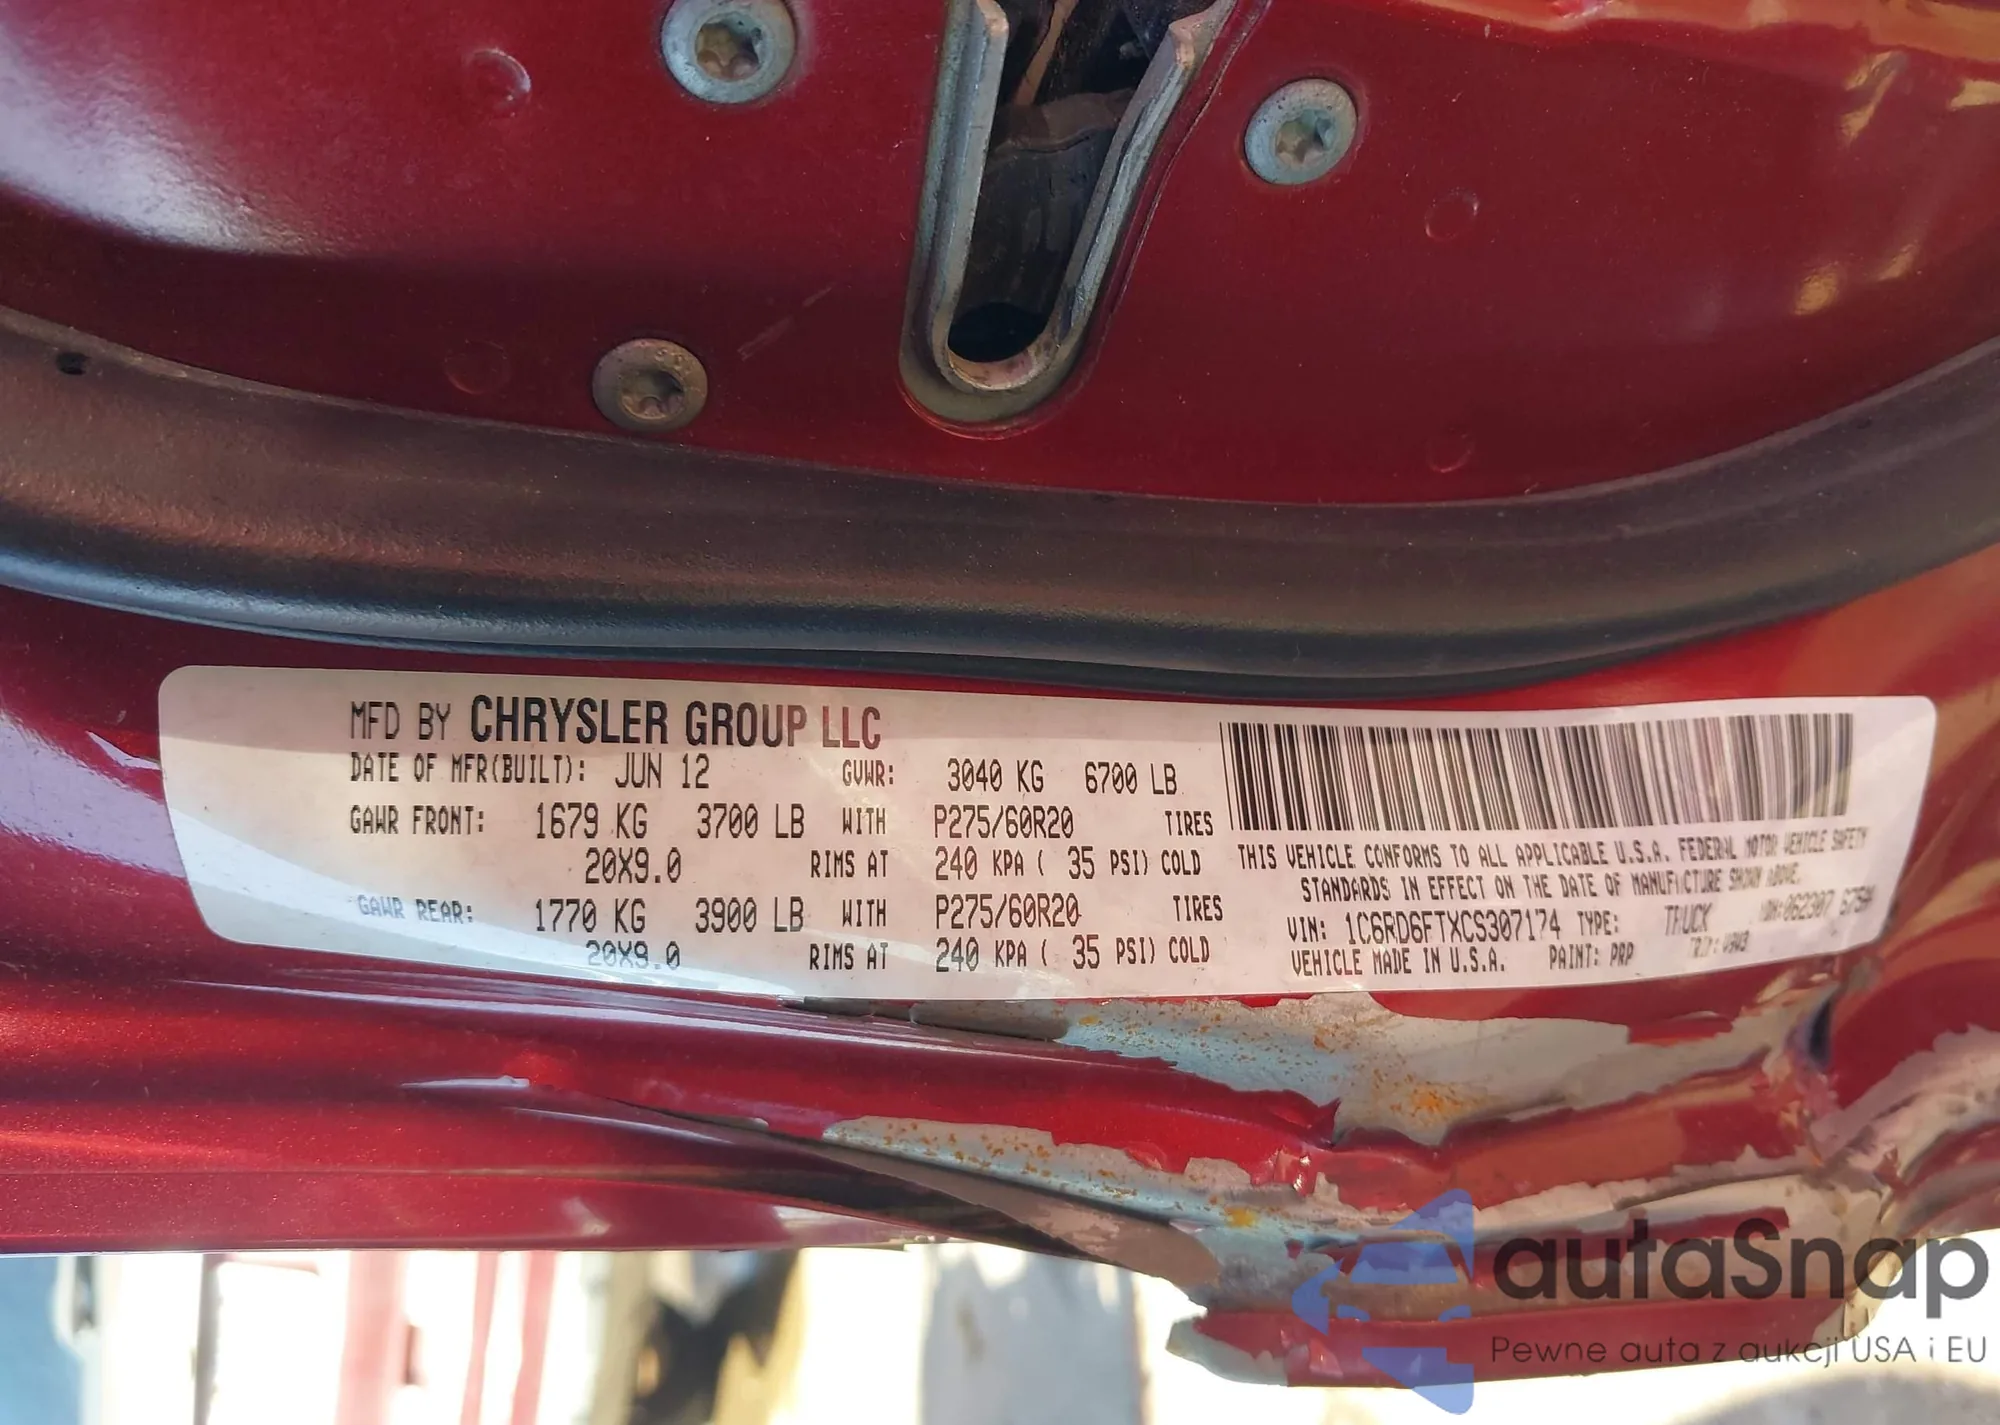 MFD BY CHRYSLER GROUP LLC
DATE OF MFR(BUILT): JUN 12 GVWR: 3040 KG 6700 LB
GAWR FRONT: 1679 KG 3700 LB WITH P275/60R20 TIRES
20X9.0 RIMS AT 240 KPA ( 35 PSI) COLD
GAWR REAR: 1770 KG 3900 LB WITH P275/60R20 TIRES
20X9.0 RIMS AT 240 KPA ( 35 PSI) COLD
THIS VEHICLE CONFORMS TO ALL APPLICABLE U.S.A. FEDERAL MOTOR VEHICLE SAFETY
STANDARDS IN EFFECT ON THE DATE OF MANUFACTURE SHOWN ABOVE.
VIN: 1C6RD6FTXCS307174 TYPE: TRUCK
VEHICLE MADE IN U.S.A. PAINT: PRP
autaSnap
Pewne auta z aukcji USA i EU